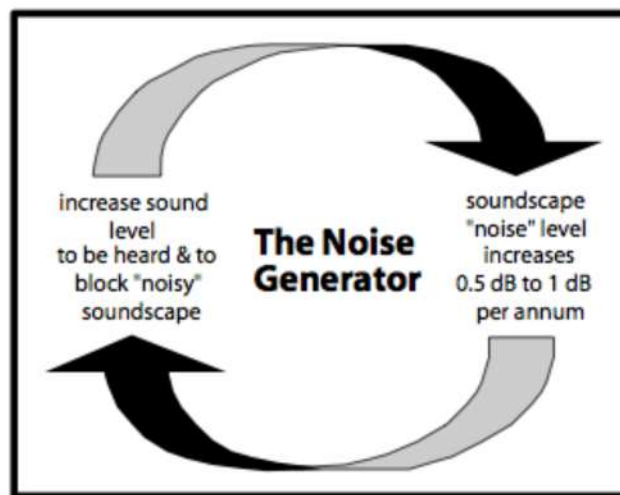 increase sound
level
to be heard & to
block "noisy"
soundscape
The Noise
Generator
soundscape
"noise" level
increases
0.5 dB to 1 dB
per annum